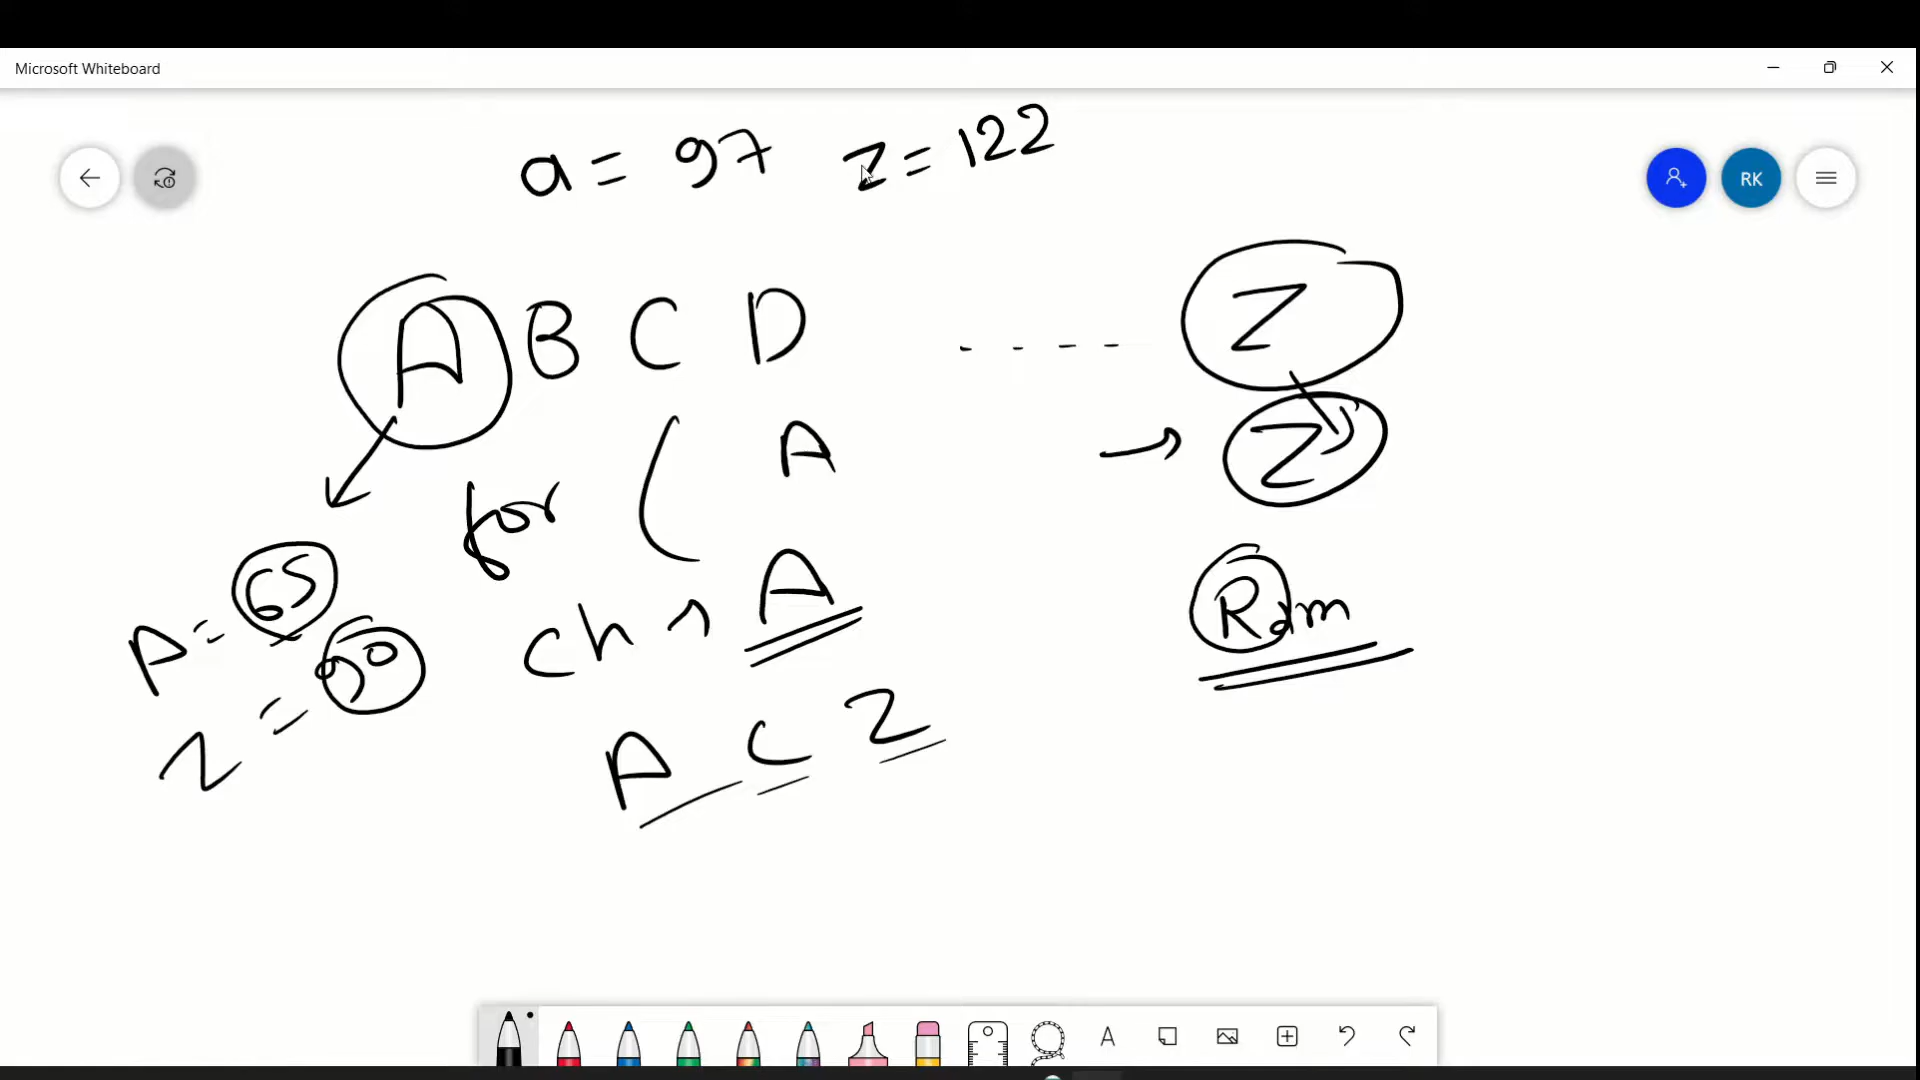 Microsoft Whiteboard
a = 97 z = 122
RK
A B C D - - - - Z
for ( A → Z )
A = 65
ch A
Ram
Z = 90
A C Z
A